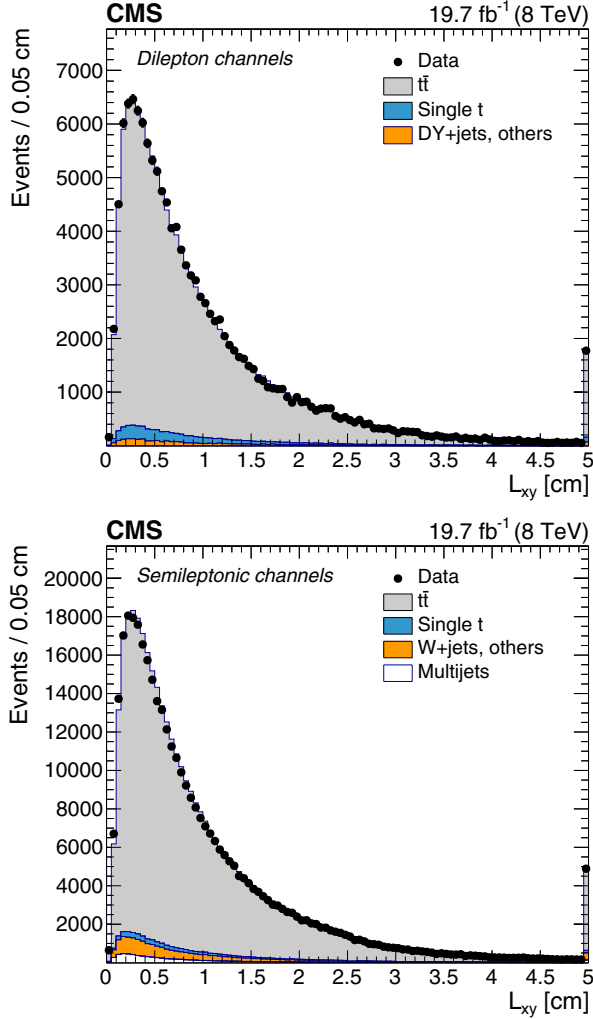 CMS 19.7 fb⁻¹ (8 TeV)
Dilepton channels
Data
tt̄
Single t
DY+jets, others
Events / 0.05 cm
7000
6000
5000
4000
3000
2000
1000
0 0.5 1 1.5 2 2.5 3 3.5 4 4.5 5
L_xy [cm]
CMS 19.7 fb⁻¹ (8 TeV)
Semileptonic channels
Data
tt̄
Single t
W+jets, others
Multijets
Events / 0.05 cm
20000
18000
16000
14000
12000
10000
8000
6000
4000
2000
0 0.5 1 1.5 2 2.5 3 3.5 4 4.5 5
L_xy [cm]